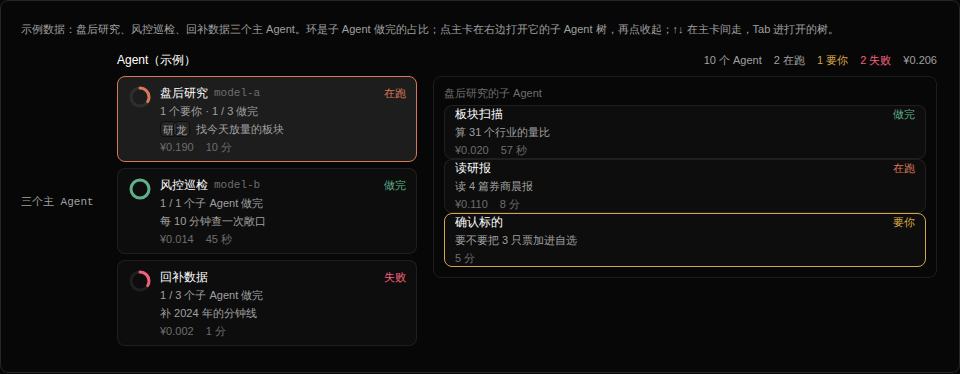 示例数据：盘后研究、风控巡检、回补数据三个主 Agent。环是子 Agent 做完的占比；点主卡在右边打开它的子 Agent 树，再点收起；↑↓ 在主卡间走，Tab 进打开的树。
Agent（示例）
10 个 Agent 2 在跑 1 要你 2 失败 ¥0.206
三个主 Agent
盘后研究 model-a 在跑
1 个要你 · 1 / 3 做完
研 龙 找今天放量的板块
¥0.190 10 分
风控巡检 model-b 做完
1 / 1 个子 Agent 做完
每 10 分钟查一次敞口
¥0.014 45 秒
回补数据 失败
1 / 3 个子 Agent 做完
补 2024 年的分钟线
¥0.002 1 分
盘后研究的子 Agent
板块扫描 做完
算 31 个行业的量比
¥0.020 57 秒
读研报 在跑
读 4 篇券商晨报
¥0.110 8 分
确认标的 要你
要不要把 3 只票加进自选
5 分